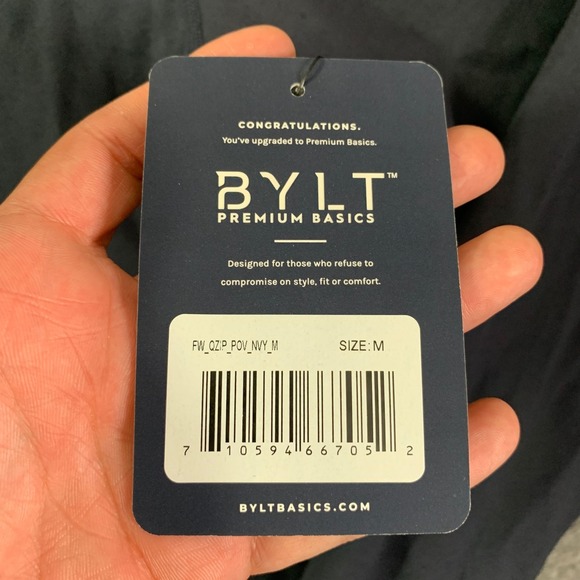 CONGRATULATIONS.
You've upgraded to Premium Basics.
BYLT™
PREMIUM BASICS
Designed for those who refuse to
compromise on style, fit or comfort.
FW_QZIP_POV_NVY_M SIZE: M
7 10594 66705 2
BYLTBASICS.COM